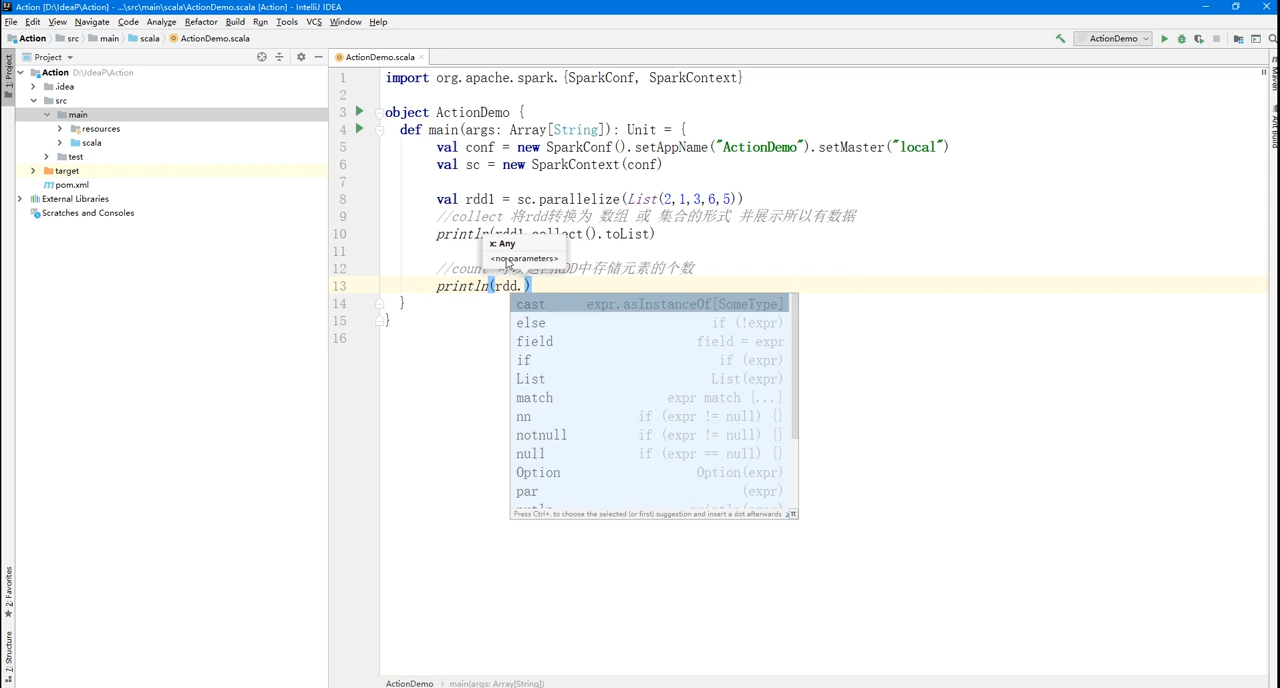 Action [D:\IdeaP\Action] - ...\src\main\scala\ActionDemo.scala [Action] - IntelliJ IDEA
File Edit View Navigate Code Analyze Refactor Build Run Tools VCS Window Help
Action src main scala ActionDemo.scala
ActionDemo
Project
ActionDemo.scala
1: Project
Action D:\IdeaP\Action
.idea
src
main
resources
scala
test
target
pom.xml
External Libraries
Scratches and Consoles
1 import org.apache.spark.{SparkConf, SparkContext}
2
3 object ActionDemo {
4 def main(args: Array[String]): Unit = {
5 val conf = new SparkConf().setAppName("ActionDemo").setMaster("local")
6 val sc = new SparkContext(conf)
7
8 val rdd1 = sc.parallelize(List(2,1,3,6,5))
9 //collect 将rdd转换为 数组 或 集合的形式 并展示所以有数据
10 println(rdd1.collect().toList)
x: Any
11
<no parameters>
12 //count RDD中存储元素的个数
13 println(rdd.)
14 }
15 }
16
cast expr.asInstanceOf[SomeType]
else if (!expr)
field field = expr
if if (expr)
List List(expr)
match expr match {...}
nn if (expr != null) {}
notnull if (expr != null) {}
null if (expr == null) {}
Option Option(expr)
par (expr)
Press Ctrl+. to choose the selected (or first) suggestion and insert a dot afterwards
Maven
2: Favorites
7: Structure
ActionDemo main(args: Array[String])